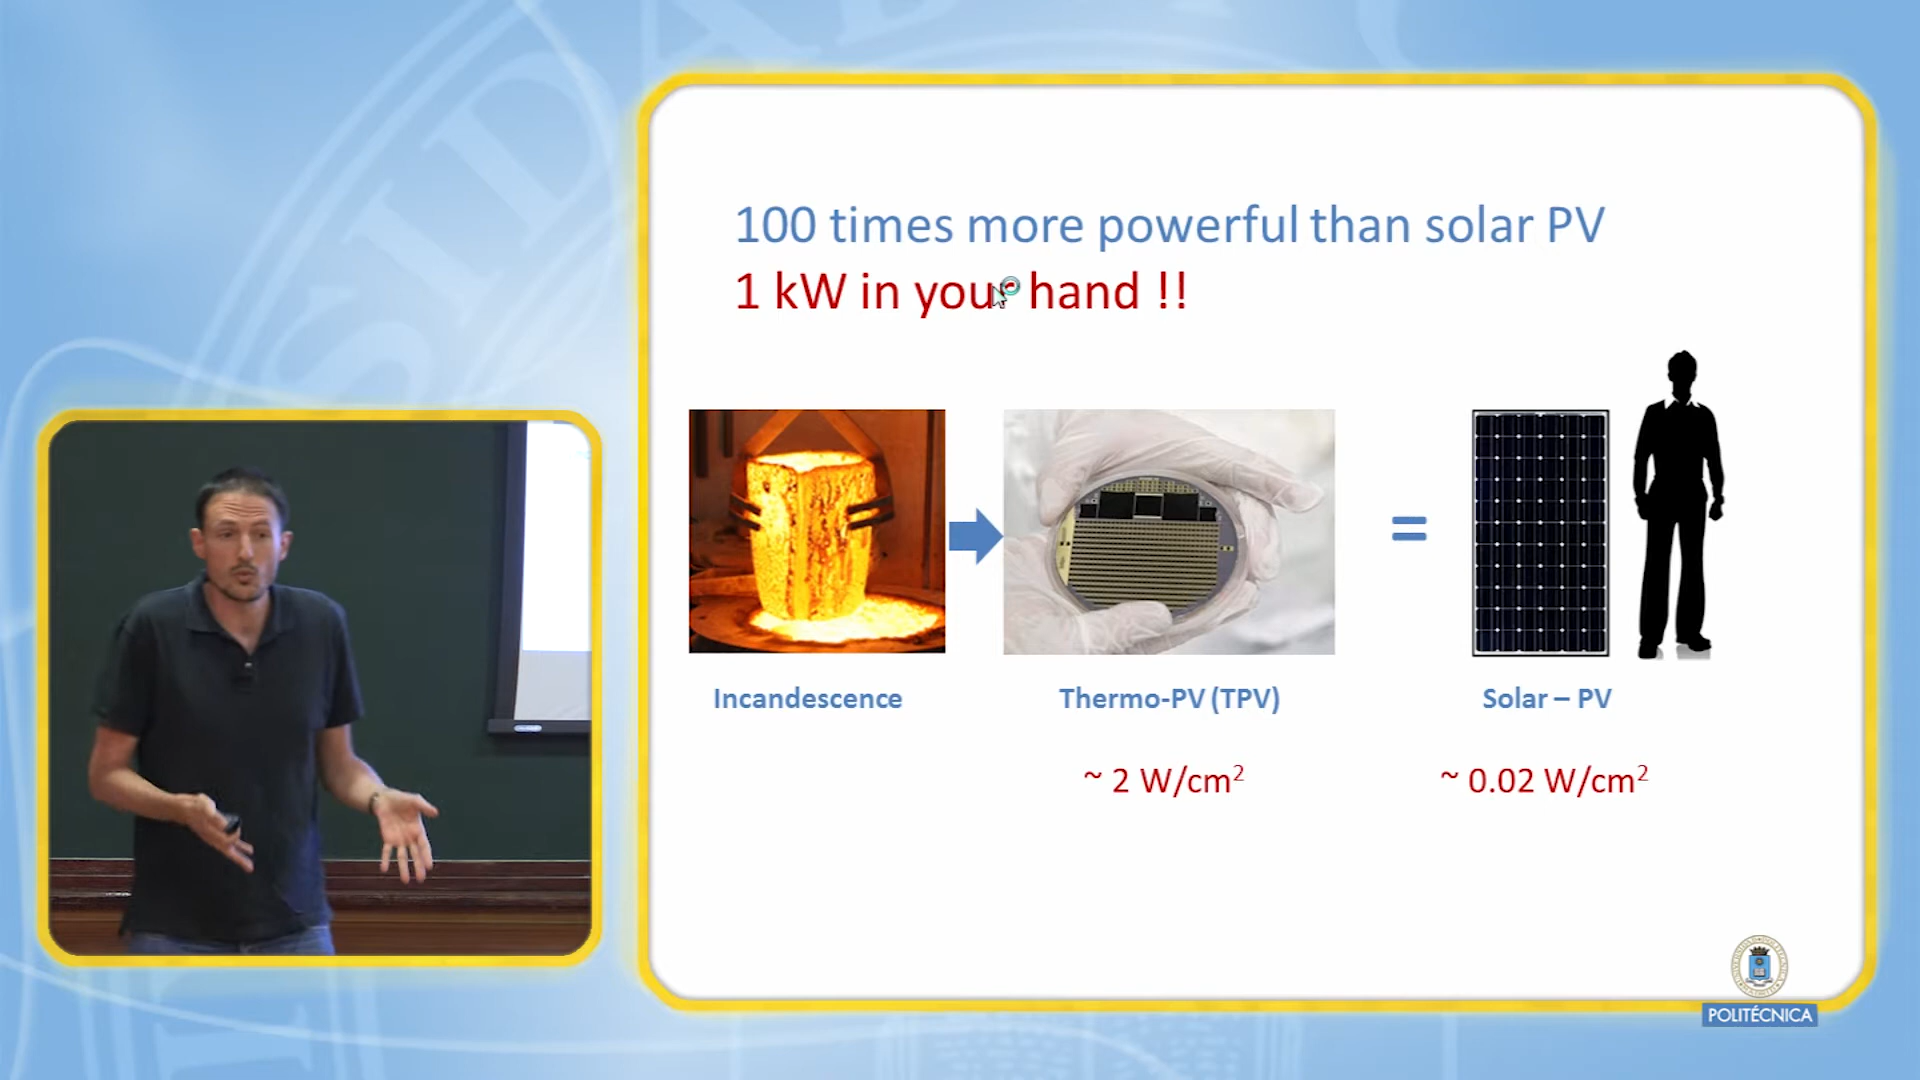 100 times more powerful than solar PV
1 kW in your hand !!
Incandescence
Thermo-PV (TPV)
Solar – PV
~ 2 W/cm²
~ 0.02 W/cm²
POLITÉCNICA